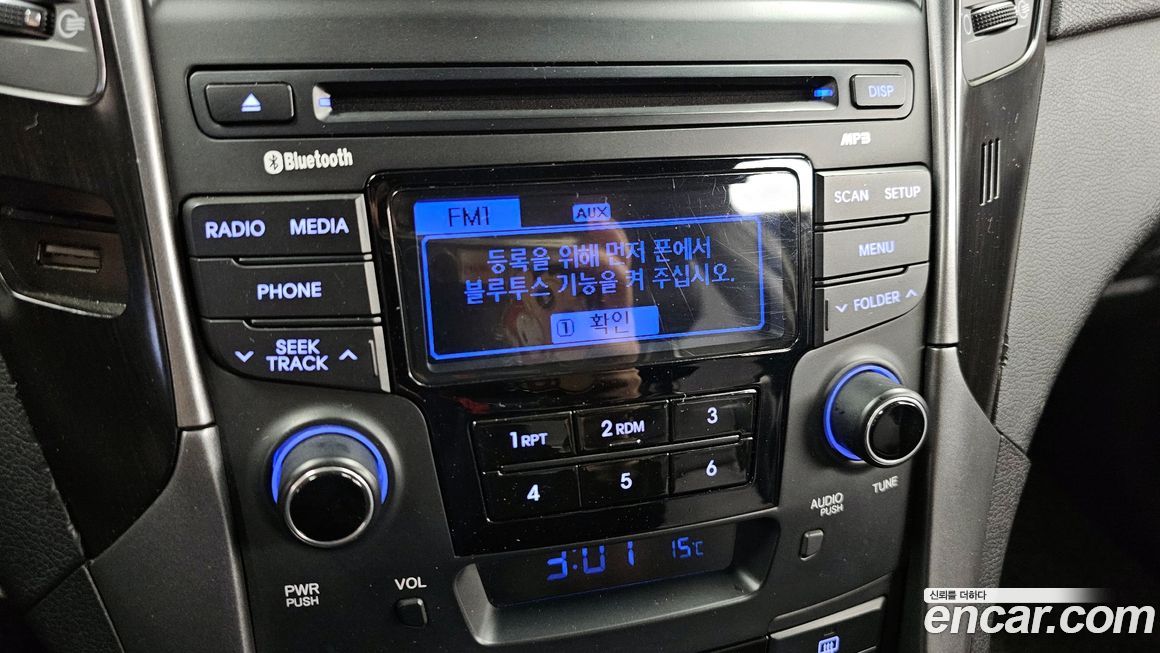 DISP
Bluetooth
MP3
RADIO MEDIA
PHONE
SEEK
TRACK
FM1 AUX
등록을 위해 먼저 폰에서
블루투스 기능을 켜 주십시오.
1 확인
SCAN SETUP
MENU
FOLDER
1 RPT 2 RDM 3
4 5 6
PWR
PUSH
VOL
AUDIO
PUSH
TUNE
3:01 15℃
신뢰를 더하다
encar.com